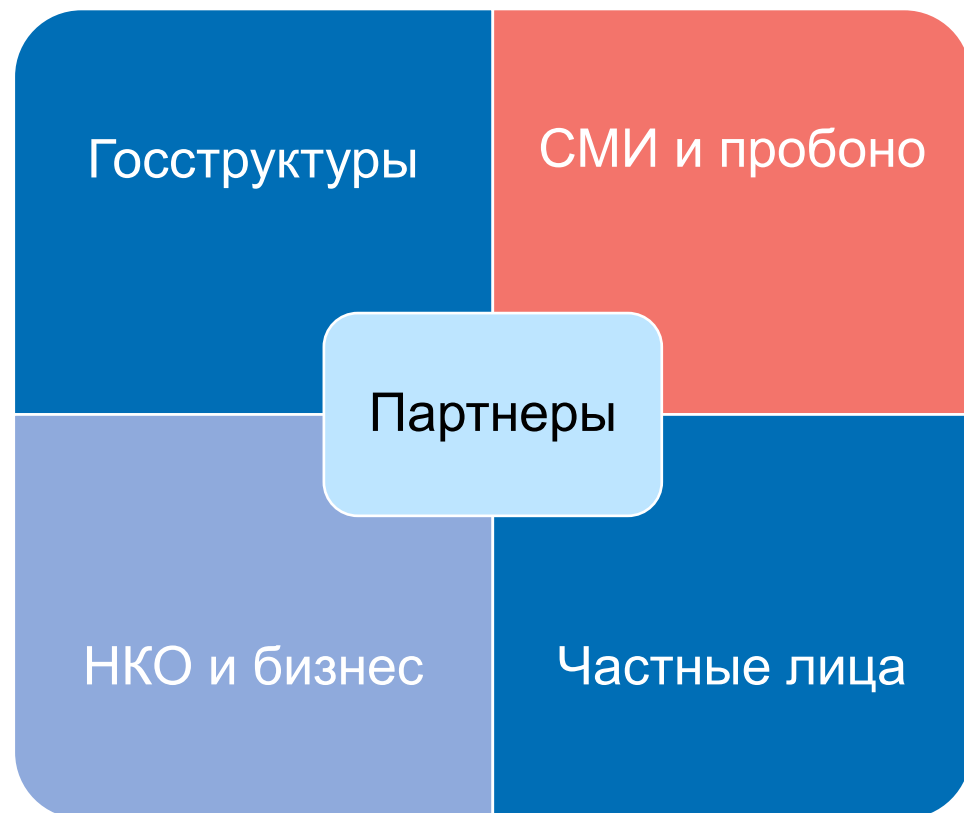 Госструктуры
СМИ и пробоно
Партнеры
НКО и бизнес
Частные лица